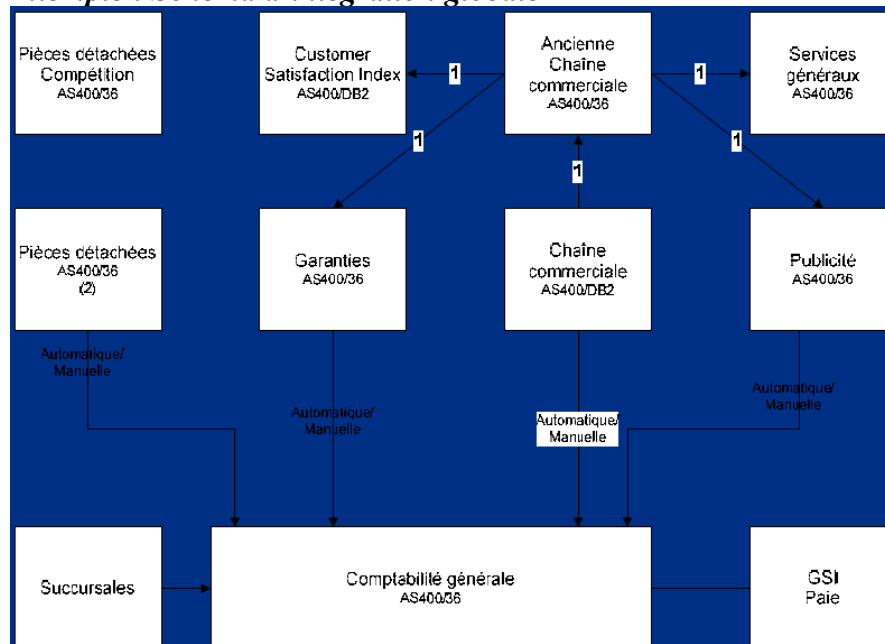 Pièces détachées
Compétition
AS400/36
Customer
Satisfaction Index
AS400/DB2
Ancienne
Chaîne
commerciale
AS400/36
Services
généraux
AS400/36
1
1
1
1
1
Pièces détachées
AS400/36
(2)
Garanties
AS400/36
Chaîne
commerciale
AS400/DB2
Publicité
AS400/36
Automatique/
Manuelle
Automatique/
Manuelle
Automatique/
Manuelle
Automatique/
Manuelle
Succursales
Comptabilité générale
AS400/36
GSI
Paie